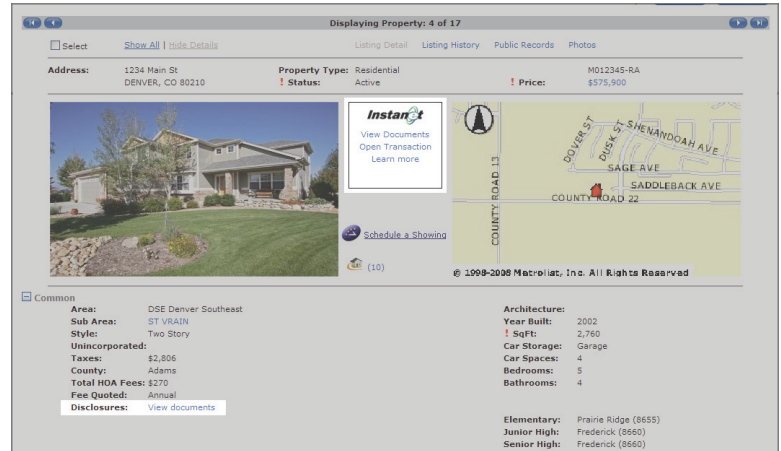 Displaying Property: 4 of 17
Select Show All | Hide Details Listing Detail Listing History Public Records Photos
Address: 1234 Main St Property Type: Residential M012345-RA
DENVER, CO 80210 ! Status: Active ! Price: $575,900
Instanet
View Documents
Open Transaction
Learn more
DOVER ST
DUSK ST
SHENANDOAH AVE
SAGE AVE
SADDLEBACK AVE
COUNTY ROAD 22
COUNTY ROAD 13
Schedule a Showing
(10)
© 1998-2008 Metrolist, Inc. All Rights Reserved
Common
Area: DSE Denver Southeast Architecture:
Sub Area: ST VRAIN Year Built: 2002
Style: Two Story ! SqFt: 2,760
Unincorporated: Car Storage: Garage
Taxes: $2,806 Car Spaces: 4
County: Adams Bedrooms: 5
Total HOA Fees: $270 Bathrooms: 4
Fee Quoted: Annual
Disclosures: View documents
Elementary: Prairie Ridge (8655)
Junior High: Frederick (8660)
Senior High: Frederick (8660)